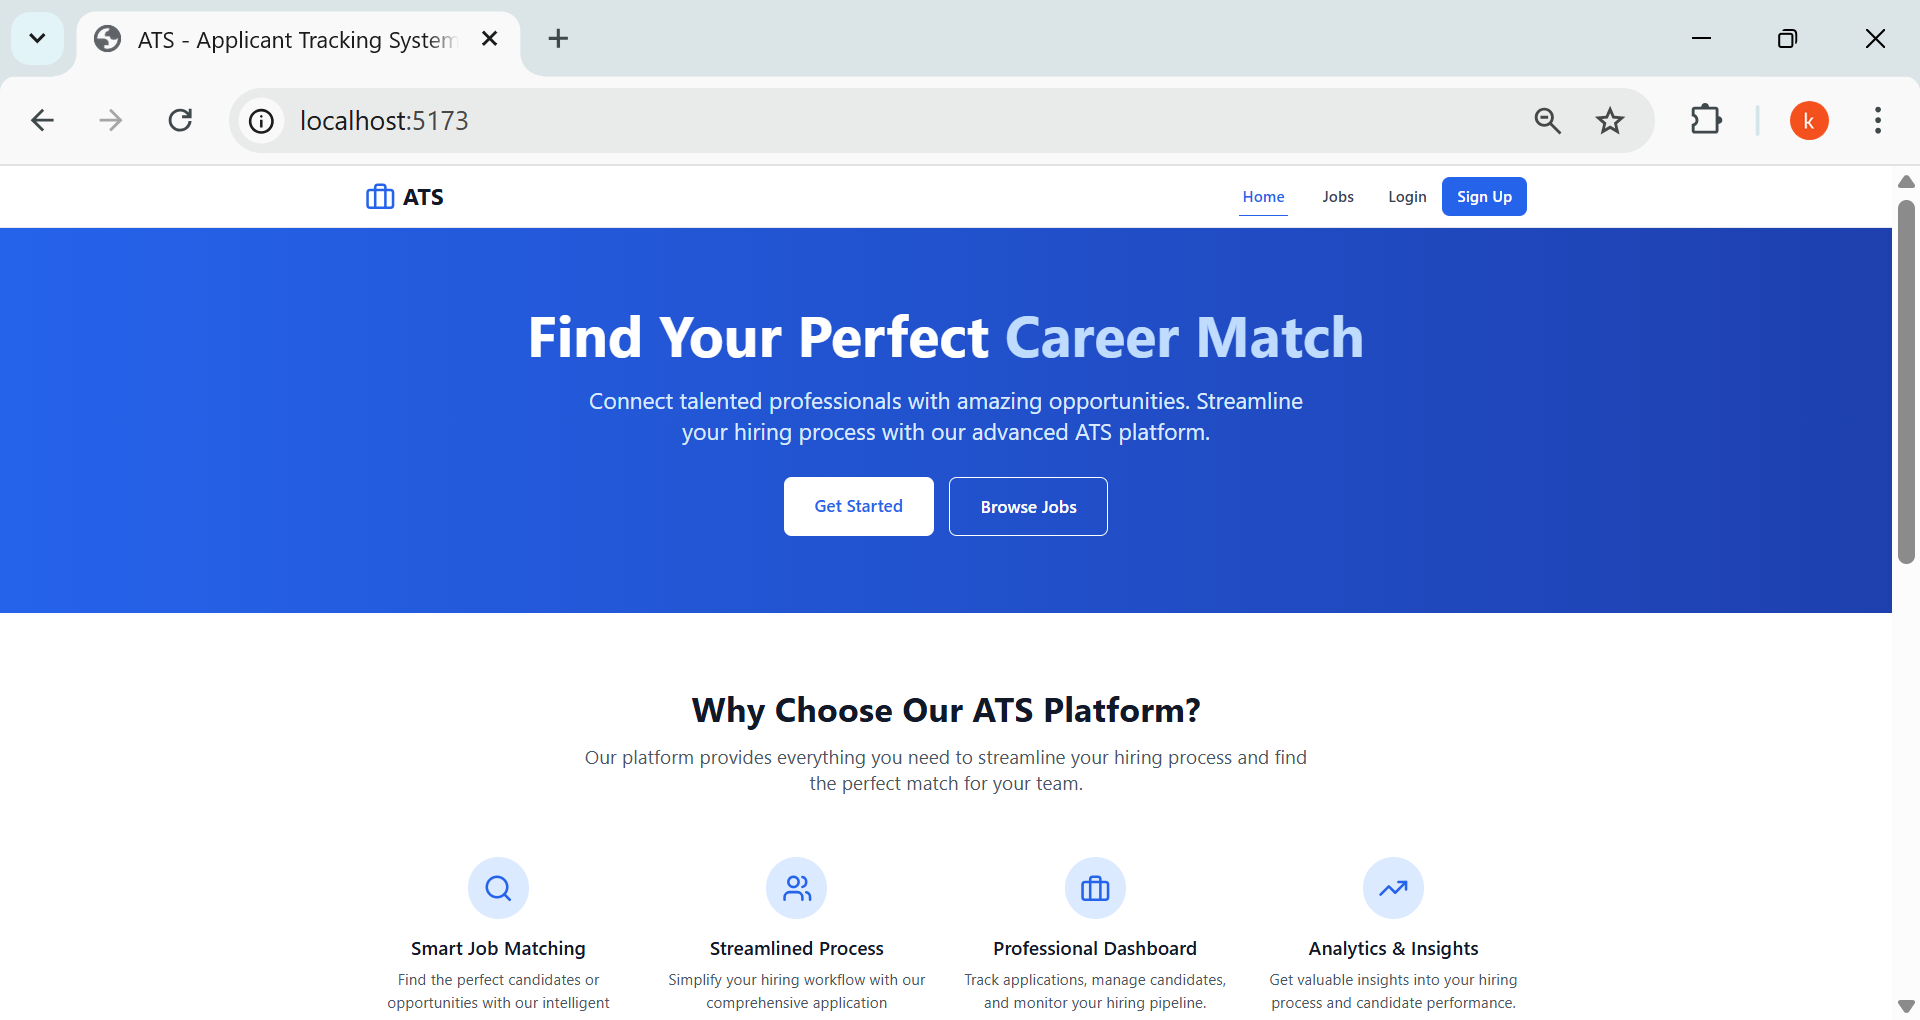 ATS - Applicant Tracking System
localhost:5173
k
ATS
Home
Jobs
Login
Sign Up
Find Your Perfect Career Match
Connect talented professionals with amazing opportunities. Streamline
your hiring process with our advanced ATS platform.
Get Started
Browse Jobs
Why Choose Our ATS Platform?
Our platform provides everything you need to streamline your hiring process and find
the perfect match for your team.
Smart Job Matching
Find the perfect candidates or
opportunities with our intelligent
Streamlined Process
Simplify your hiring workflow with our
comprehensive application
Professional Dashboard
Track applications, manage candidates,
and monitor your hiring pipeline.
Analytics & Insights
Get valuable insights into your hiring
process and candidate performance.